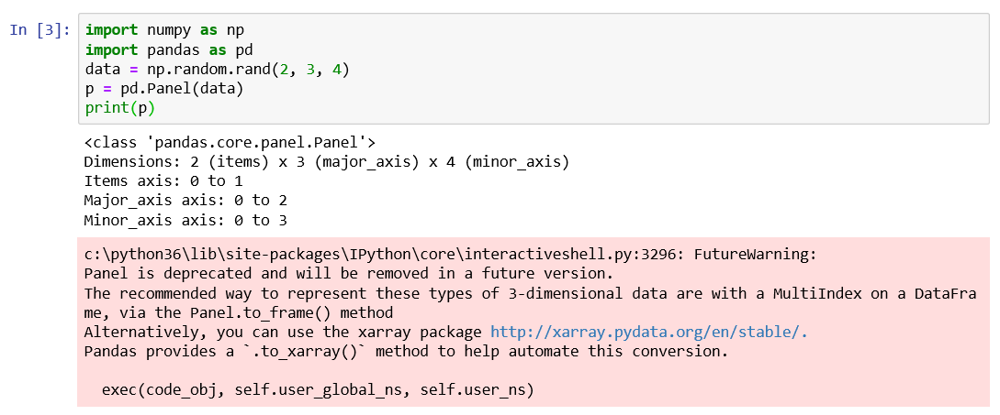 In [3]: import numpy as np
import pandas as pd
data = np.random.rand(2, 3, 4)
p = pd.Panel(data)
print(p)
<class 'pandas.core.panel.Panel'>
Dimensions: 2 (items) x 3 (major_axis) x 4 (minor_axis)
Items axis: 0 to 1
Major_axis axis: 0 to 2
Minor_axis axis: 0 to 3
c:\python36\lib\site-packages\IPython\core\interactiveshell.py:3296: FutureWarning:
Panel is deprecated and will be removed in a future version.
The recommended way to represent these types of 3-dimensional data are with a MultiIndex on a DataFra
me, via the Panel.to_frame() method
Alternatively, you can use the xarray package http://xarray.pydata.org/en/stable/.
Pandas provides a `.to_xarray()` method to help automate this conversion.
  exec(code_obj, self.user_global_ns, self.user_ns)